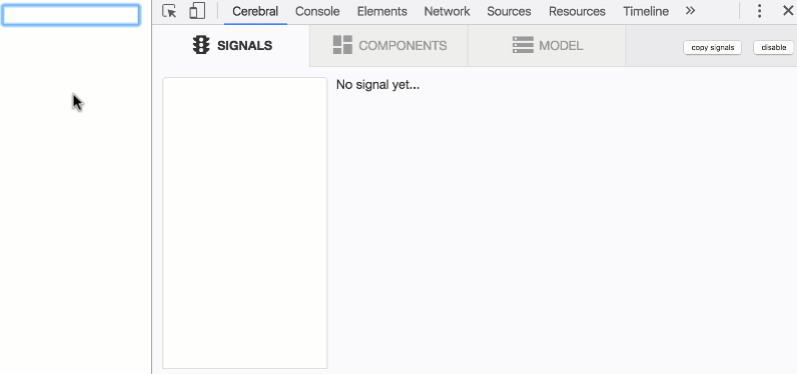 Cerebral Console Elements Network Sources Resources Timeline »
SIGNALS COMPONENTS MODEL copy signals disable
No signal yet...